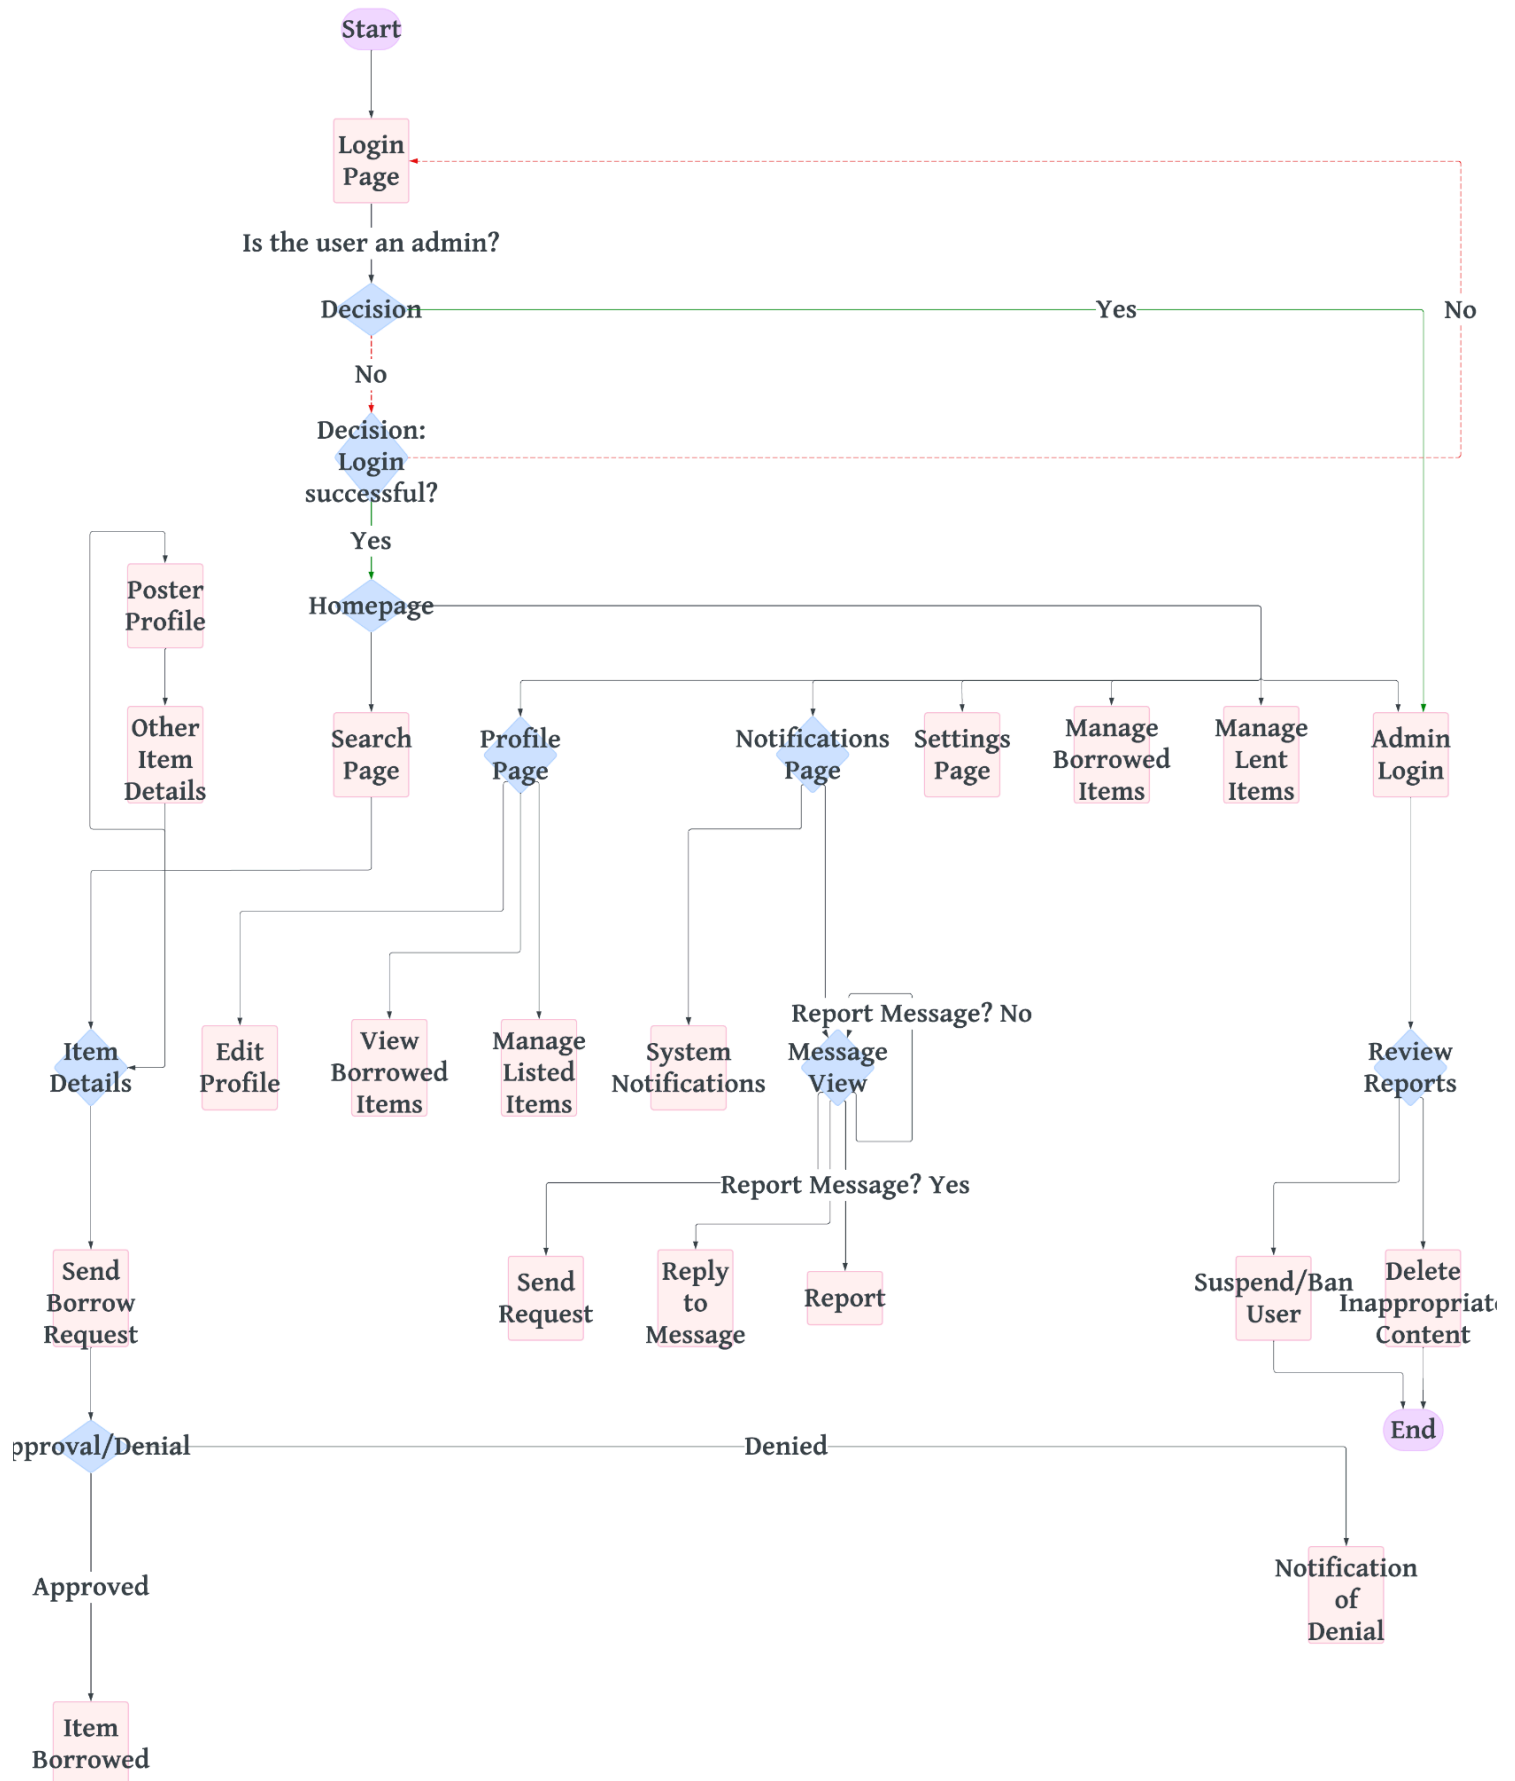 Start
Login
Page
Is the user an admin?
Decision
Yes
No
No
Decision:
Login
successful?
Yes
Poster
Profile
Homepage
Other
Item
Details
Search
Page
Profile
Page
Notifications
Page
Settings
Page
Manage
Borrowed
Items
Manage
Lent
Items
Admin
Login
Report Message? No
Item
Details
Edit
Profile
View
Borrowed
Items
Manage
Listed
Items
System
Notifications
Message
View
Review
Reports
Report Message? Yes
Send
Borrow
Request
Send
Request
Reply
to
Message
Report
Suspend/Ban
User
Delete
Inappropriate
Content
End
pproval/Denial
Denied
Approved
Notification
of
Denial
Item
Borrowed